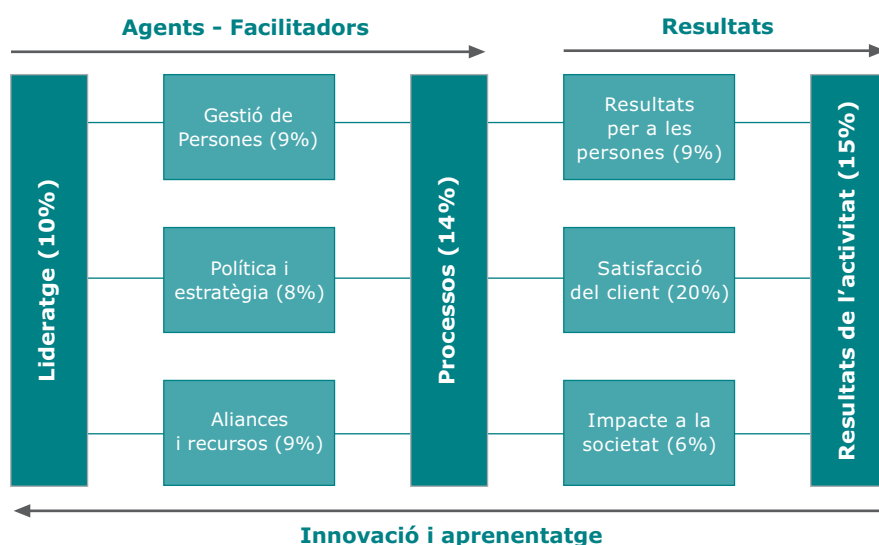 Agents - Facilitadors
Resultats
Lideratge (10%)
Gestió de
Persones (9%)
Política i
estratègia (8%)
Aliances
i recursos (9%)
Processos (14%)
Resultats
per a les
persones (9%)
Satisfacció
del client (20%)
Impacte a la
societat (6%)
Resultats de l’activitat (15%)
Innovació i aprenentatge